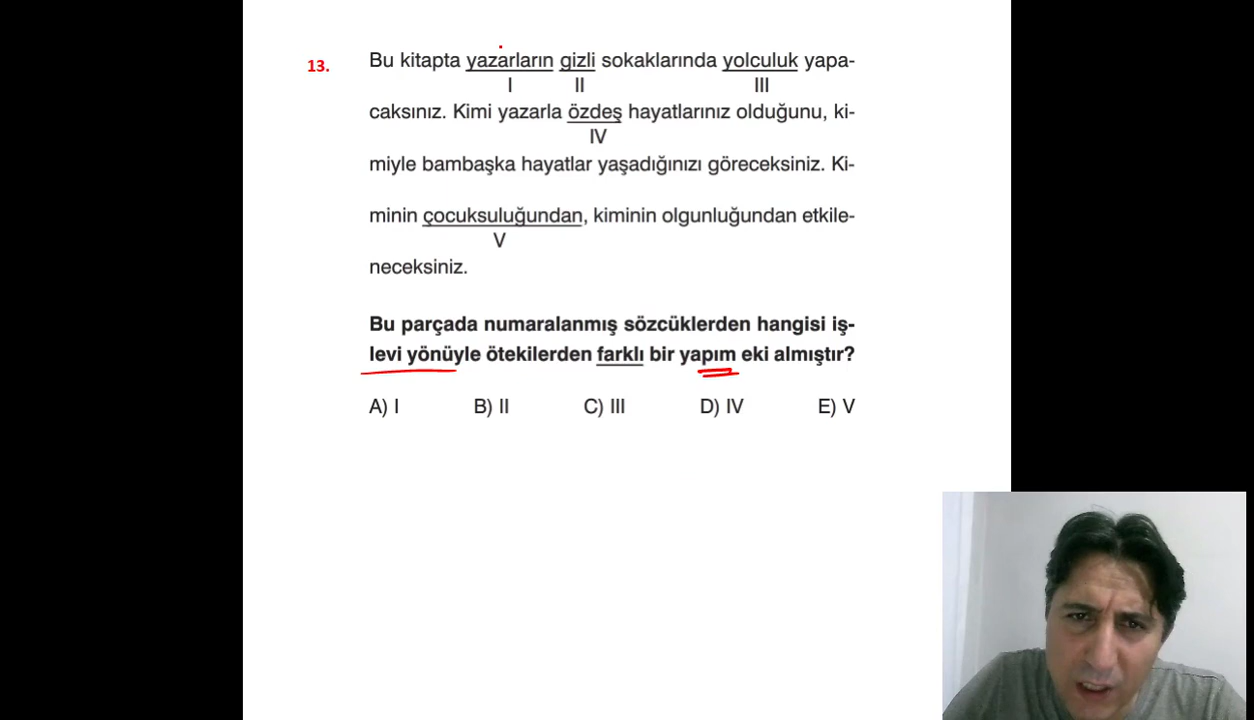 13. Bu kitapta yazarların gizli sokaklarında yolculuk yapa-
I II III
caksınız. Kimi yazarla özdeş hayatlarınız olduğunu, ki-
IV
miyle bambaşka hayatlar yaşadığınızı göreceksiniz. Ki-
minin çocuksuluğundan, kiminin olgunluğundan etkile-
V
neceksiniz.
Bu parçada numaralanmış sözcüklerden hangisi iş-
levi yönüyle ötekilerden farklı bir yapım eki almıştır?
A) I B) II C) III D) IV E) V